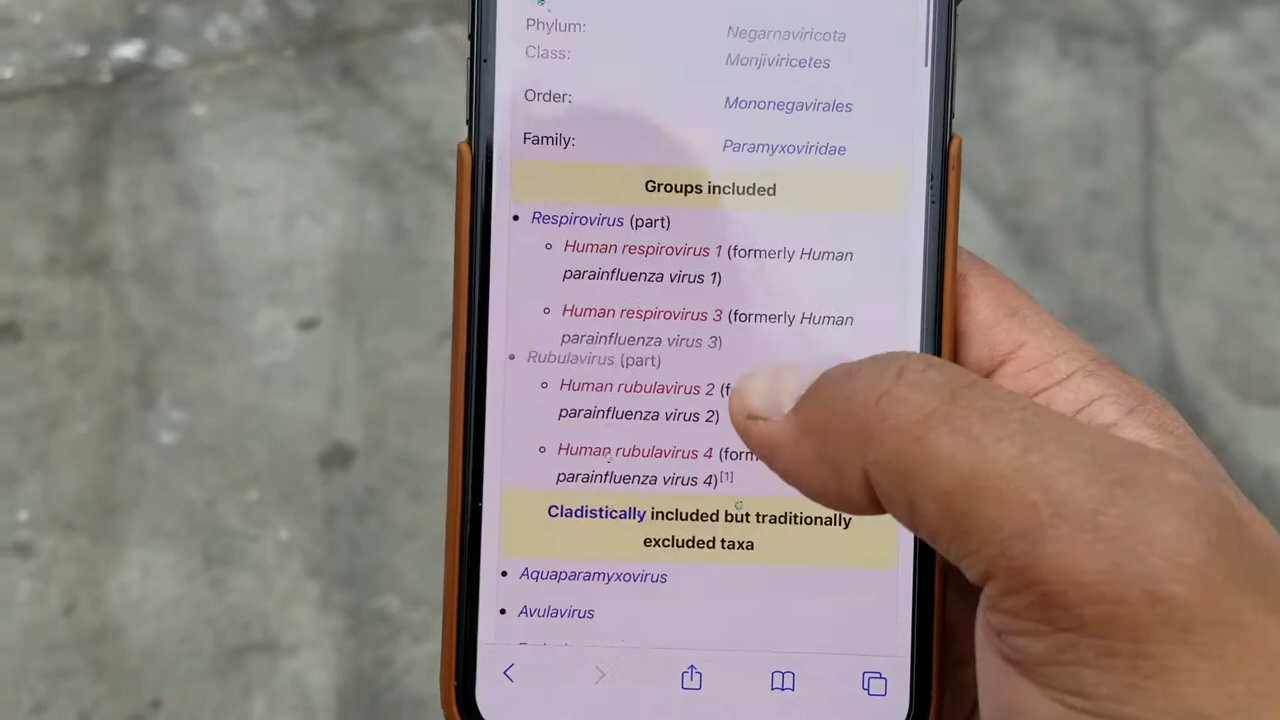 Phylum: Negarnaviricota
Class: Monjiviricetes
Order: Mononegavirales
Family: Paramyxoviridae
Groups included
Respirovirus (part)
Human respirovirus 1 (formerly Human
parainfluenza virus 1)
Human respirovirus 3 (formerly Human
parainfluenza virus 3)
Rubulavirus (part)
Human rubulavirus 2
parainfluenza virus 2)
Human rubulavirus 4
parainfluenza virus 4)[1]
Cladistically included but traditionally
excluded taxa
Aquaparamyxovirus
Avulavirus